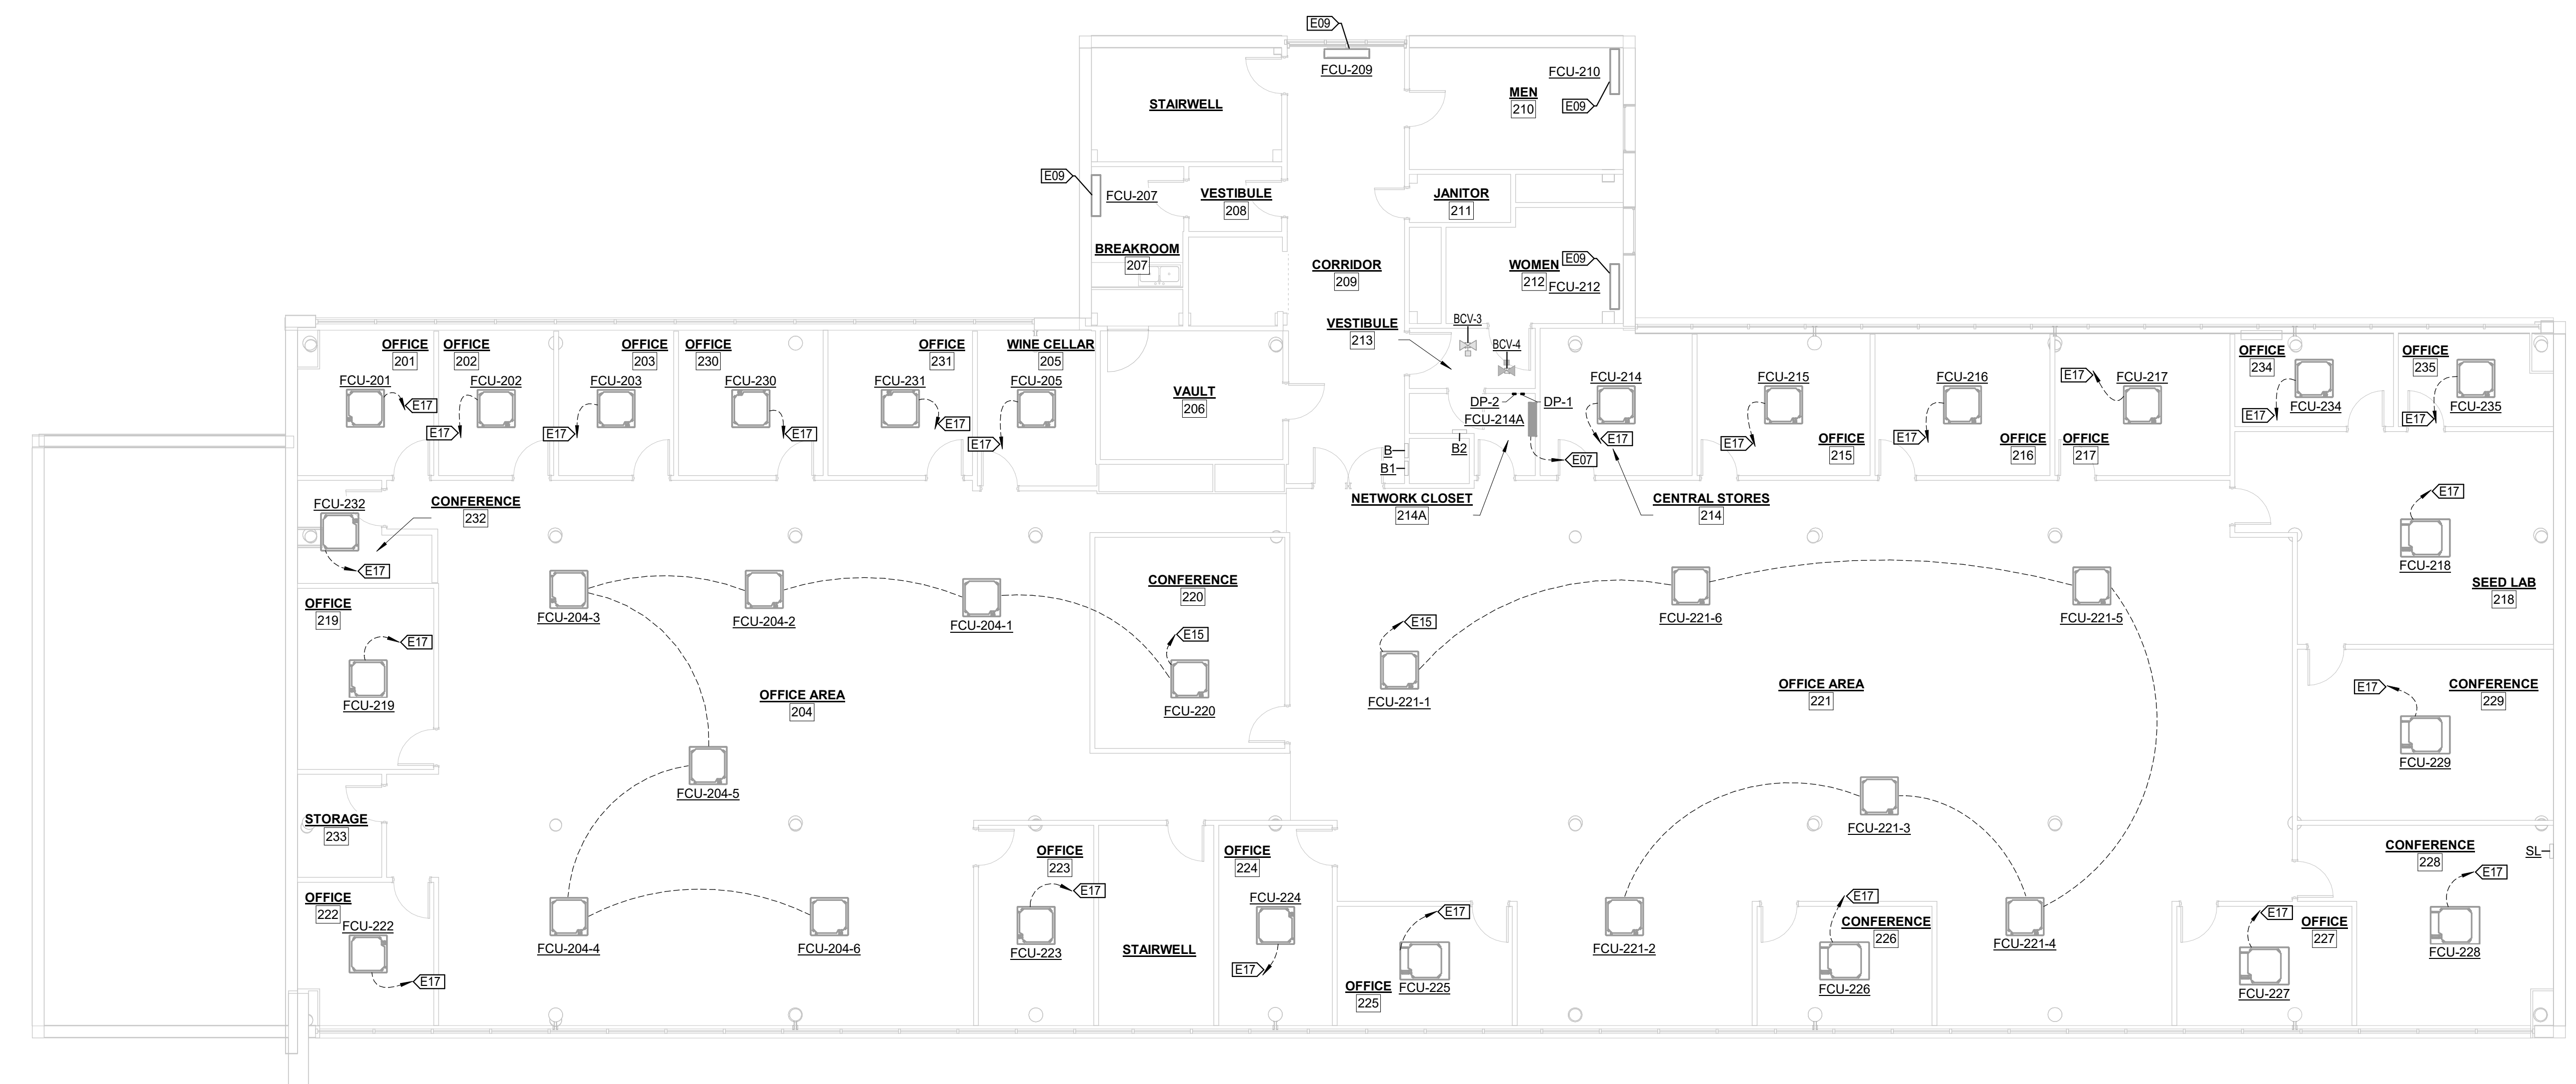 E09
FCU-209
STAIRWELL
FCU-210
MEN
210
E09
E09
FCU-207
VESTIBULE
208
JANITOR
211
BREAKROOM
207
CORRIDOR
209
WOMEN
212
E09
FCU-212
VESTIBULE
213
BCV-3
BCV-4
OFFICE
201
FCU-201
E17
OFFICE
202
FCU-202
E17
OFFICE
203
FCU-203
E17
OFFICE
230
FCU-230
E17
OFFICE
231
FCU-231
E17
WINE CELLAR
205
FCU-205
E17
VAULT
206
DP-2
DP-1
FCU-214A
B
B1
B2
E07
FCU-214
E17
FCU-215
E17
OFFICE
215
FCU-216
E17
OFFICE
216
E17
FCU-217
OFFICE
217
OFFICE
234
E17
FCU-234
OFFICE
235
E17
FCU-235
NETWORK CLOSET
214A
CENTRAL STORES
214
FCU-232
CONFERENCE
232
E17
E17
FCU-218
SEED LAB
218
FCU-204-3
FCU-204-2
FCU-204-1
CONFERENCE
220
E15
FCU-220
E15
FCU-221-1
FCU-221-6
FCU-221-5
OFFICE
219
E17
FCU-219
OFFICE AREA
204
OFFICE AREA
221
E17
CONFERENCE
229
FCU-229
FCU-204-5
FCU-221-3
STORAGE
233
OFFICE
223
E17
FCU-223
OFFICE
224
FCU-224
E17
CONFERENCE
228
SL
E17
FCU-228
OFFICE
222
FCU-222
E17
FCU-204-4
FCU-204-6
STAIRWELL
E17
FCU-225
OFFICE
225
FCU-221-2
E17
CONFERENCE
226
FCU-226
FCU-221-4
E17
OFFICE
227
FCU-227